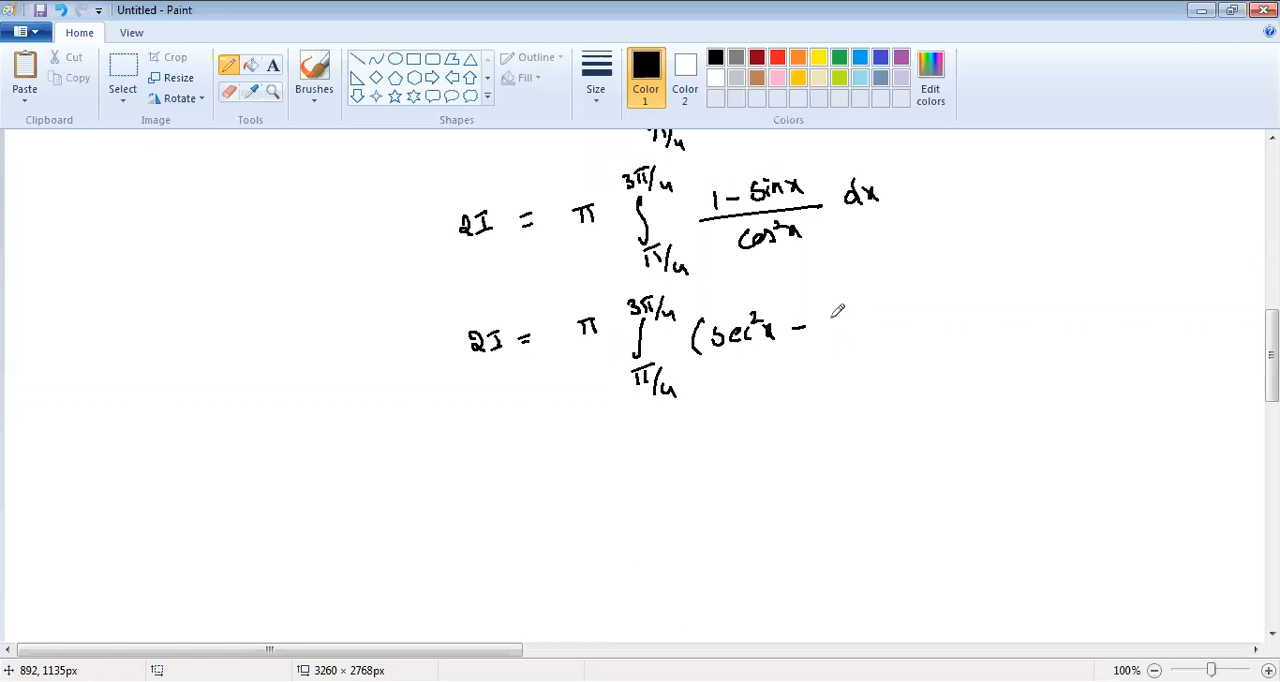 Untitled - Paint
Home View
Cut
Copy
Paste
Clipboard
Select
Crop
Resize
Rotate
Image
Tools
Brushes
Shapes
Outline
Fill
Size
Color 1
Color 2
Edit colors
Colors
π/4
2I = π ∫_{π/4}^{3π/4} (1 - sinx)/(cos²x) dx
2I = π ∫_{π/4}^{3π/4} (sec²x -
892, 1135px
3260 × 2768px
100%